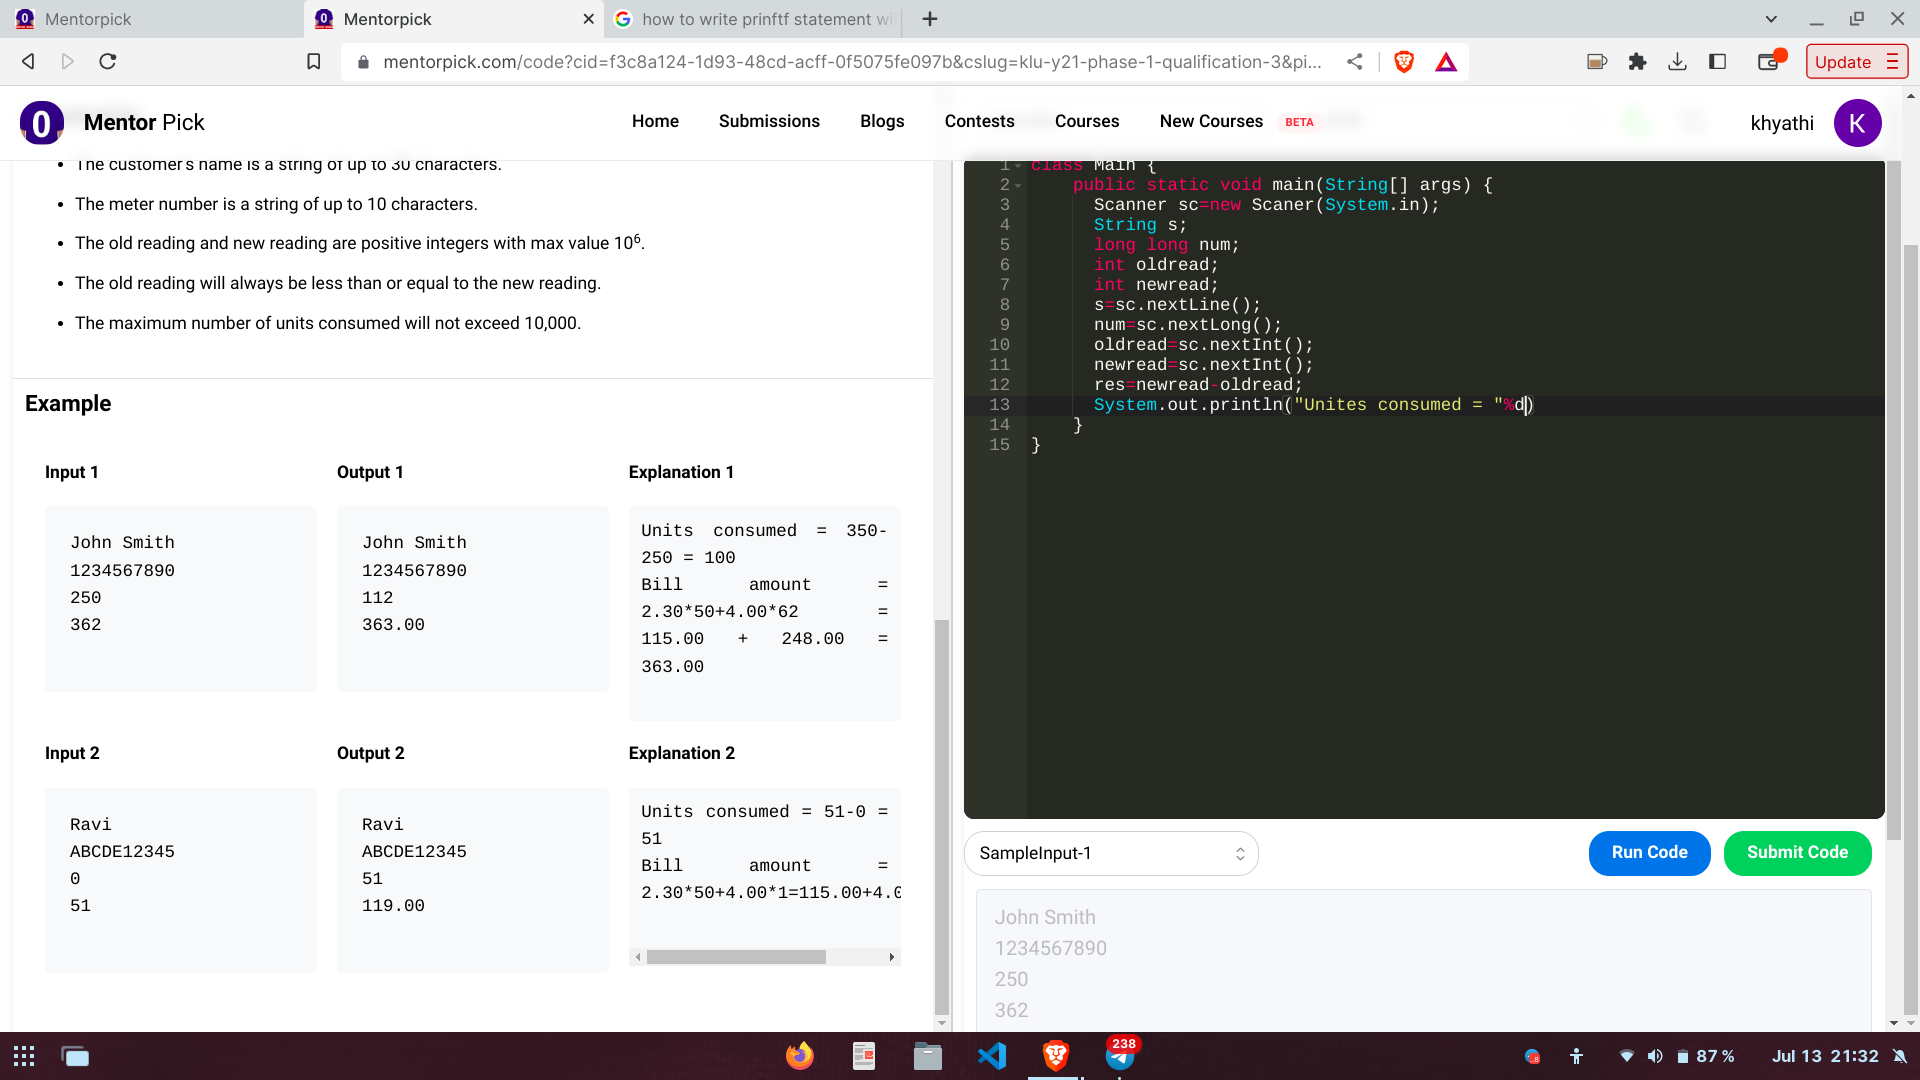 Mentorpick
Mentorpick
how to write prinftf statement wi
mentorpick.com/code?cid=f3c8a124-1d93-48cd-acff-0f5075fe097b&cslug=klu-y21-phase-1-qualification-3&pi...
Update
Mentor Pick
Home
Submissions
Blogs
Contests
Courses
New Courses
BETA
khyathi
K
The customer's name is a string of up to 30 characters.
The meter number is a string of up to 10 characters.
The old reading and new reading are positive integers with max value 10⁶.
The old reading will always be less than or equal to the new reading.
The maximum number of units consumed will not exceed 10,000.
Example
Input 1
John Smith
1234567890
250
362
Output 1
John Smith
1234567890
112
363.00
Explanation 1
Units consumed = 350-
250 = 100
Bill amount =
2.30*50+4.00*62 =
115.00 + 248.00 =
363.00
Input 2
Ravi
ABCDE12345
0
51
Output 2
Ravi
ABCDE12345
51
119.00
Explanation 2
Units consumed = 51-0 =
51
Bill amount =
2.30*50+4.00*1=115.00+4.0
1 class Main {
2 public static void main(String[] args) {
3 Scanner sc=new Scaner(System.in);
4 String s;
5 long long num;
6 int oldread;
7 int newread;
8 s=sc.nextLine();
9 num=sc.nextLong();
10 oldread=sc.nextInt();
11 newread=sc.nextInt();
12 res=newread-oldread;
13 System.out.println("Unites consumed = "%d)
14 }
15 }
SampleInput-1
Run Code
Submit Code
John Smith
1234567890
250
362
238
87 %
Jul 13 21:32